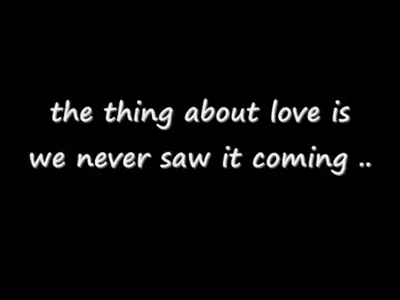 the thing about love is
we never saw it coming ..